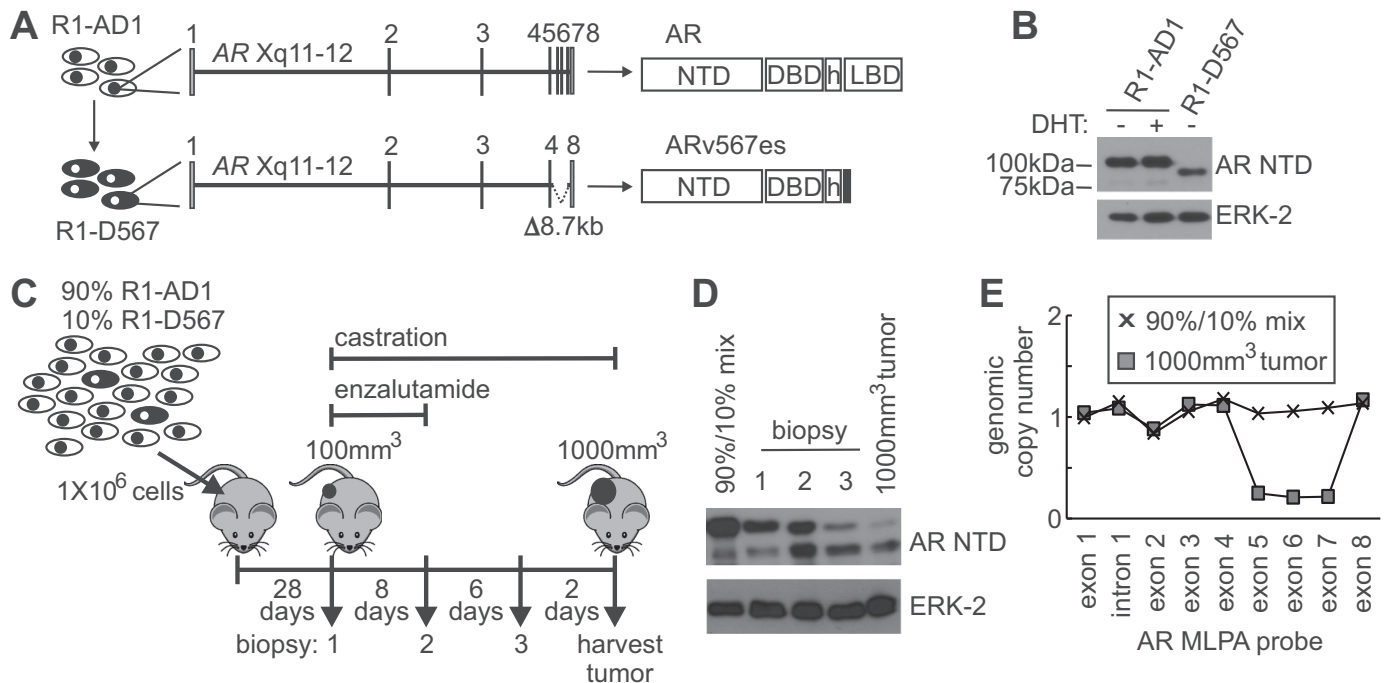 A
R1-AD1
1
AR Xq11-12
2
3
45678
AR
NTD
DBD
h
LBD
1
AR Xq11-12
2
3
4
8
Δ8.7kb
ARv567es
NTD
DBD
h
R1-D567
B
R1-AD1
R1-D567
DHT:
-
+
-
100kDa
75kDa
AR NTD
ERK-2
C
90% R1-AD1
10% R1-D567
1X10⁶ cells
castration
enzalutamide
100mm³
1000mm³
28 days
8 days
6 days
2 days
biopsy: 1
2
3
harvest
tumor
D
90%/10% mix
biopsy
1
2
3
1000mm³ tumor
AR NTD
ERK-2
E
genomic
copy number
2
1
0
90%/10% mix
1000mm³ tumor
exon 1
intron 1
exon 2
exon 3
exon 4
exon 5
exon 6
exon 7
exon 8
AR MLPA probe